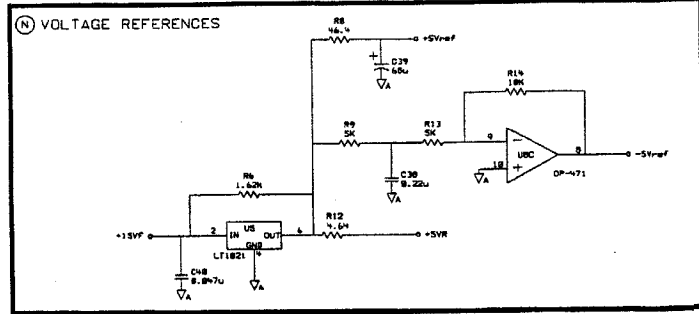 N VOLTAGE REFERENCES
R8
46.4
+5Vref
+
C39
68u
A
R14
10K
R9
5K
R13
5K
9
-
U8C
8
-5Vref
10
+
A
OP-471
C38
0.22u
A
R6
1.62K
R12
4.64
+5VR
+15VF
2
IN
U5
OUT
6
GND
4
LT1021
C40
0.047u
A
A